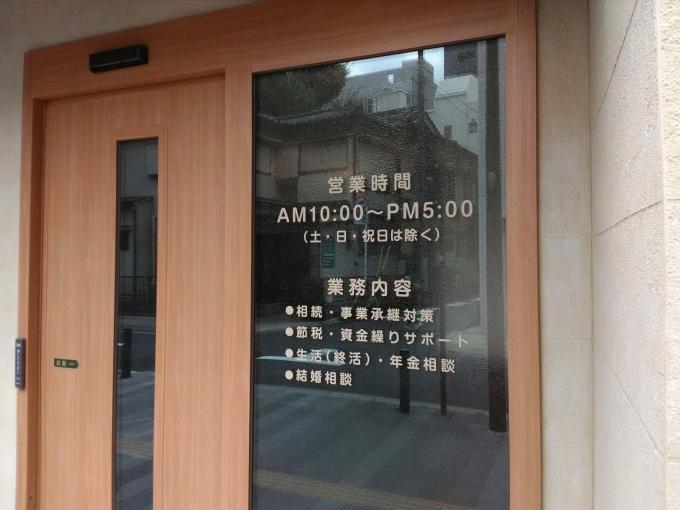 営業時間
AM10:00～PM5:00
（土・日・祝日は除く）
業務内容
●相続・事業承継対策
●節税・資金繰りサポート
●生活（終活）・年金相談
●結婚相談
自動